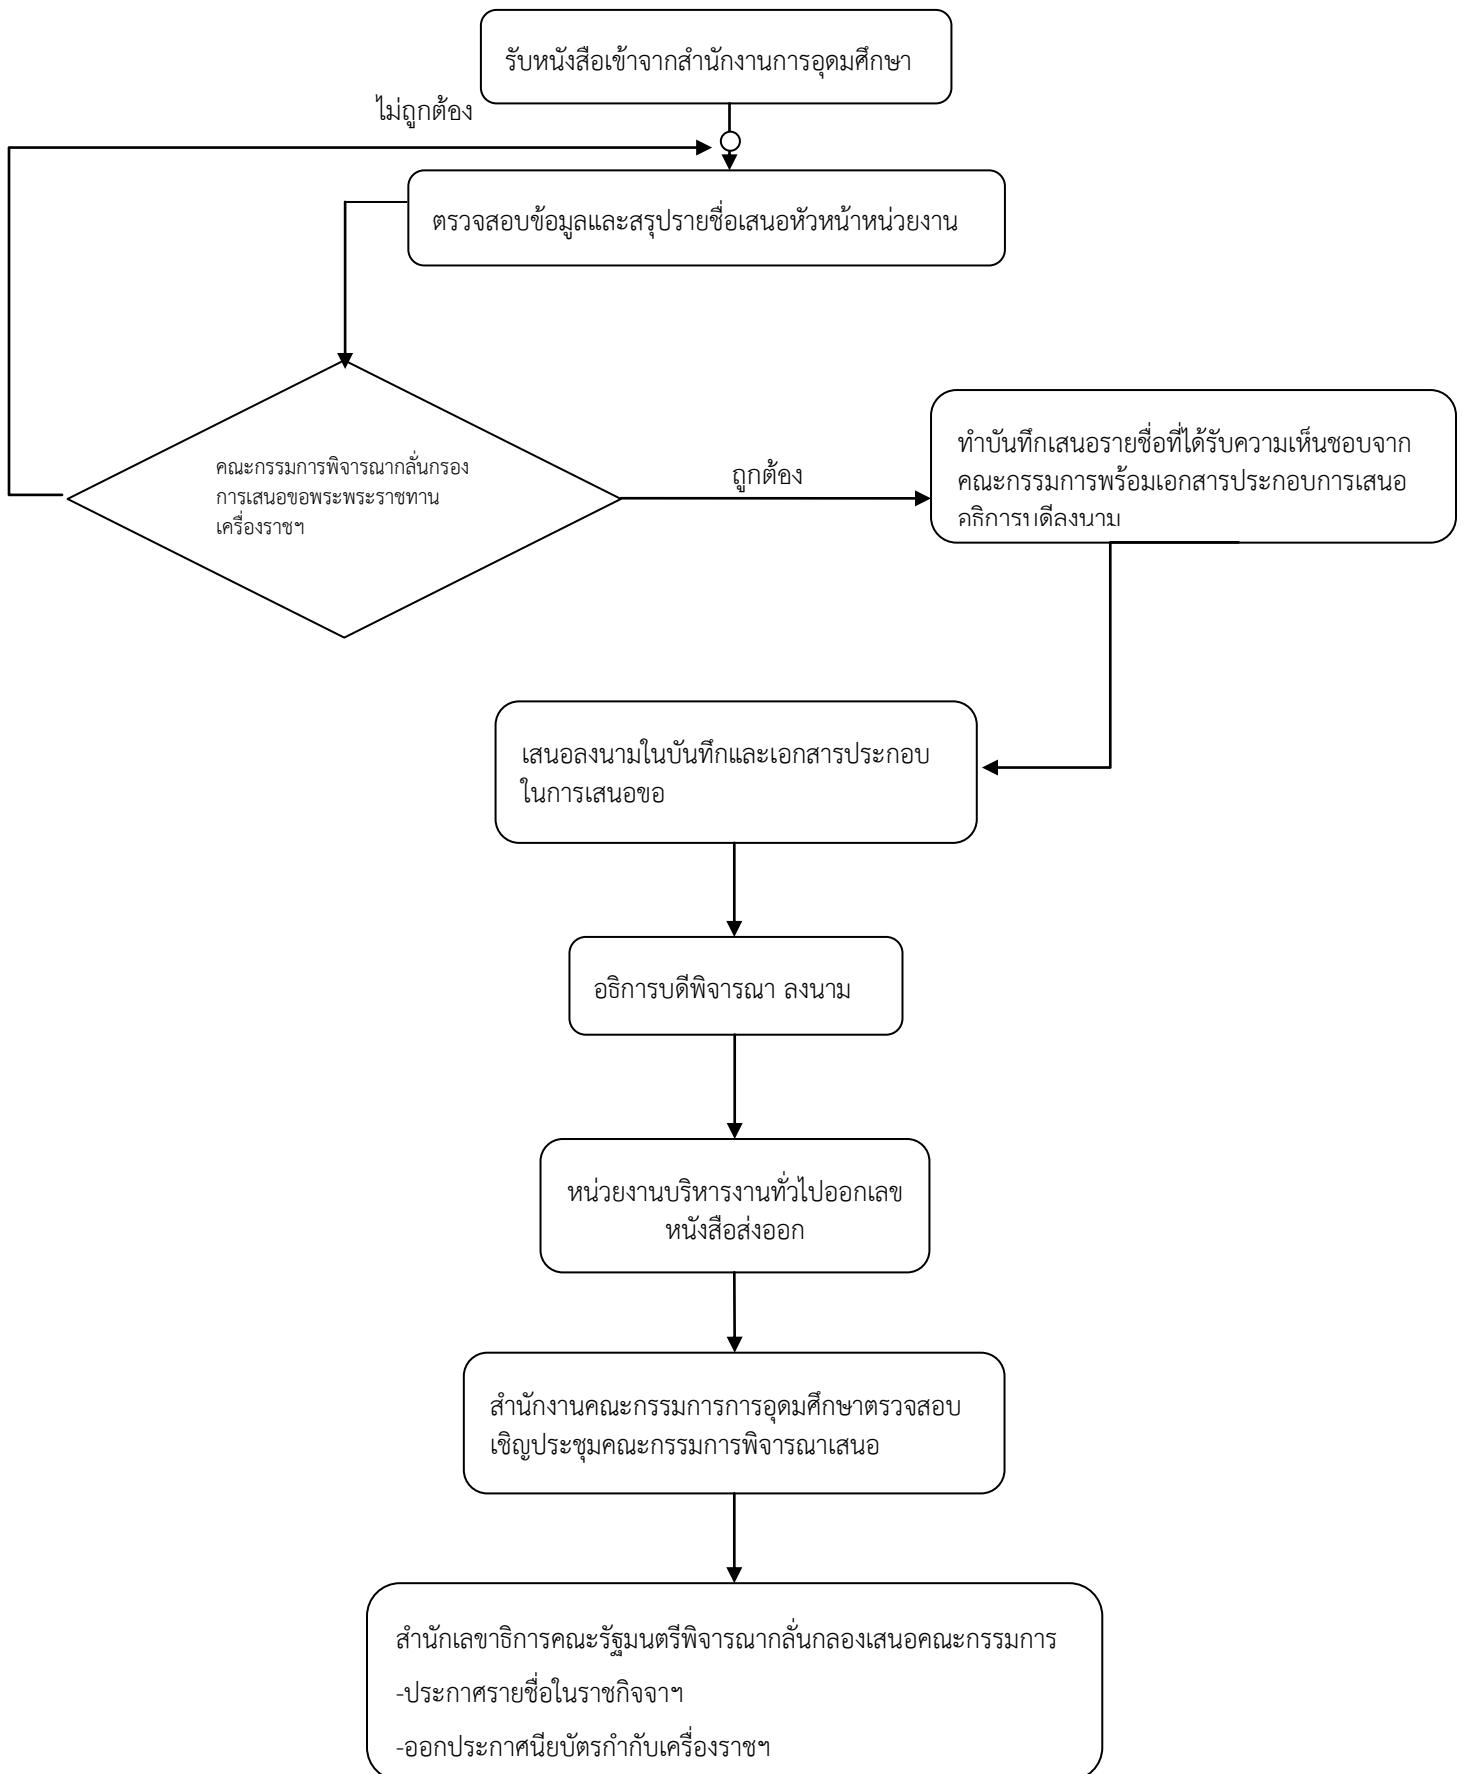 รับหนังสือเข้าจากสำนักงานการอุดมศึกษา
ไม่ถูกต้อง
ตรวจสอบข้อมูลและสรุปรายชื่อเสนอหัวหน้าหน่วยงาน
คณะกรรมการพิจารณากลั่นกรอง
การเสนอขอพระพระราชทาน
เครื่องราชฯ
ถูกต้อง
ทำบันทึกเสนอรายชื่อที่ได้รับความเห็นชอบจาก
คณะกรรมการพร้อมเอกสารประกอบการเสนอ
อธิการบดีลงนาม
เสนอลงนามในบันทึกและเอกสารประกอบ
ในการเสนอขอ
อธิการบดีพิจารณา ลงนาม
หน่วยงานบริหารงานทั่วไปออกเลข
หนังสือส่งออก
สำนักงานคณะกรรมการการอุดมศึกษาตรวจสอบ
เชิญประชุมคณะกรรมการพิจารณาเสนอ
สำนักเลขาธิการคณะรัฐมนตรีพิจารณากลั่นกลองเสนอคณะกรรมการ
-ประกาศรายชื่อในราชกิจจาฯ
-ออกประกาศนียบัตรกำกับเครื่องราชฯ